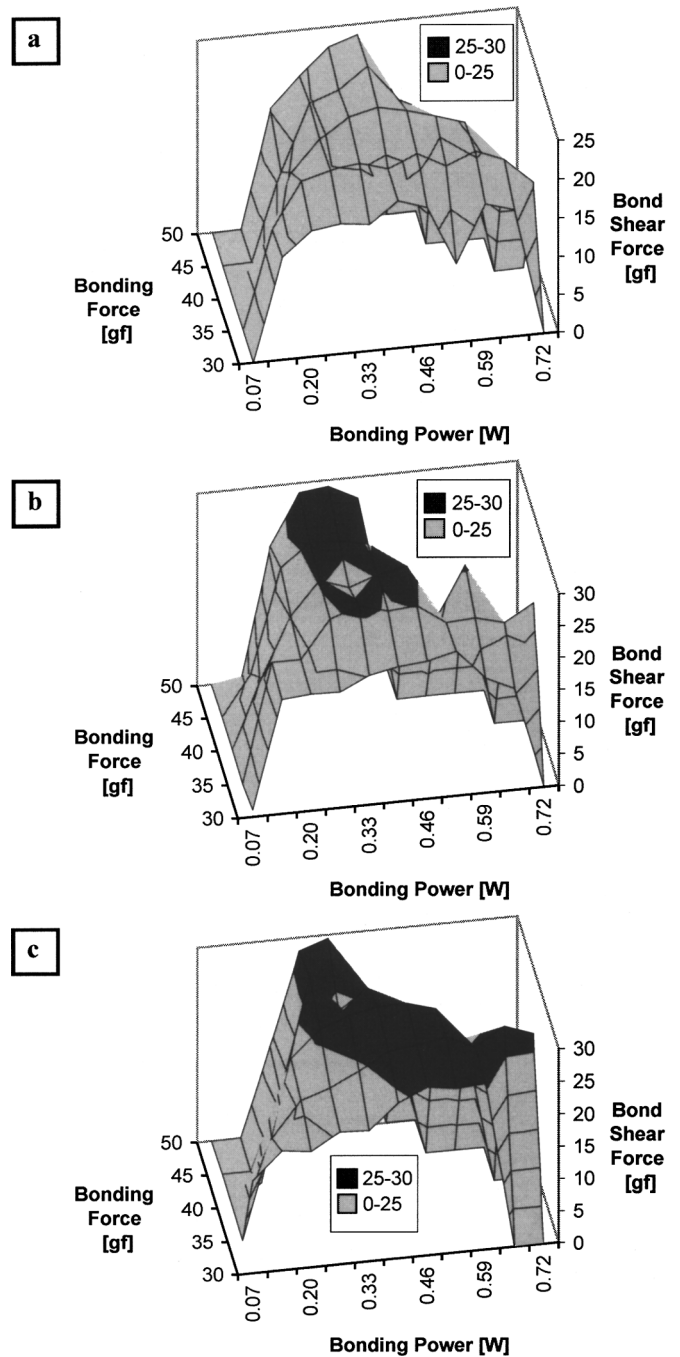 a
25-30
0-25
25
20
15
10
5
0
Bond
Shear
Force
[gf]
50
45
40
35
30
Bonding
Force
[gf]
0.07
0.20
0.33
0.46
0.59
0.72
Bonding Power [W]
b
25-30
0-25
30
25
20
15
10
5
0
Bond
Shear
Force
[gf]
50
45
40
35
30
Bonding
Force
[gf]
0.07
0.20
0.33
0.46
0.59
0.72
Bonding Power [W]
c
25-30
0-25
30
25
20
15
10
5
0
Bond
Shear
Force
[gf]
50
45
40
35
30
Bonding
Force
[gf]
0.07
0.20
0.33
0.46
0.59
0.72
Bonding Power [W]